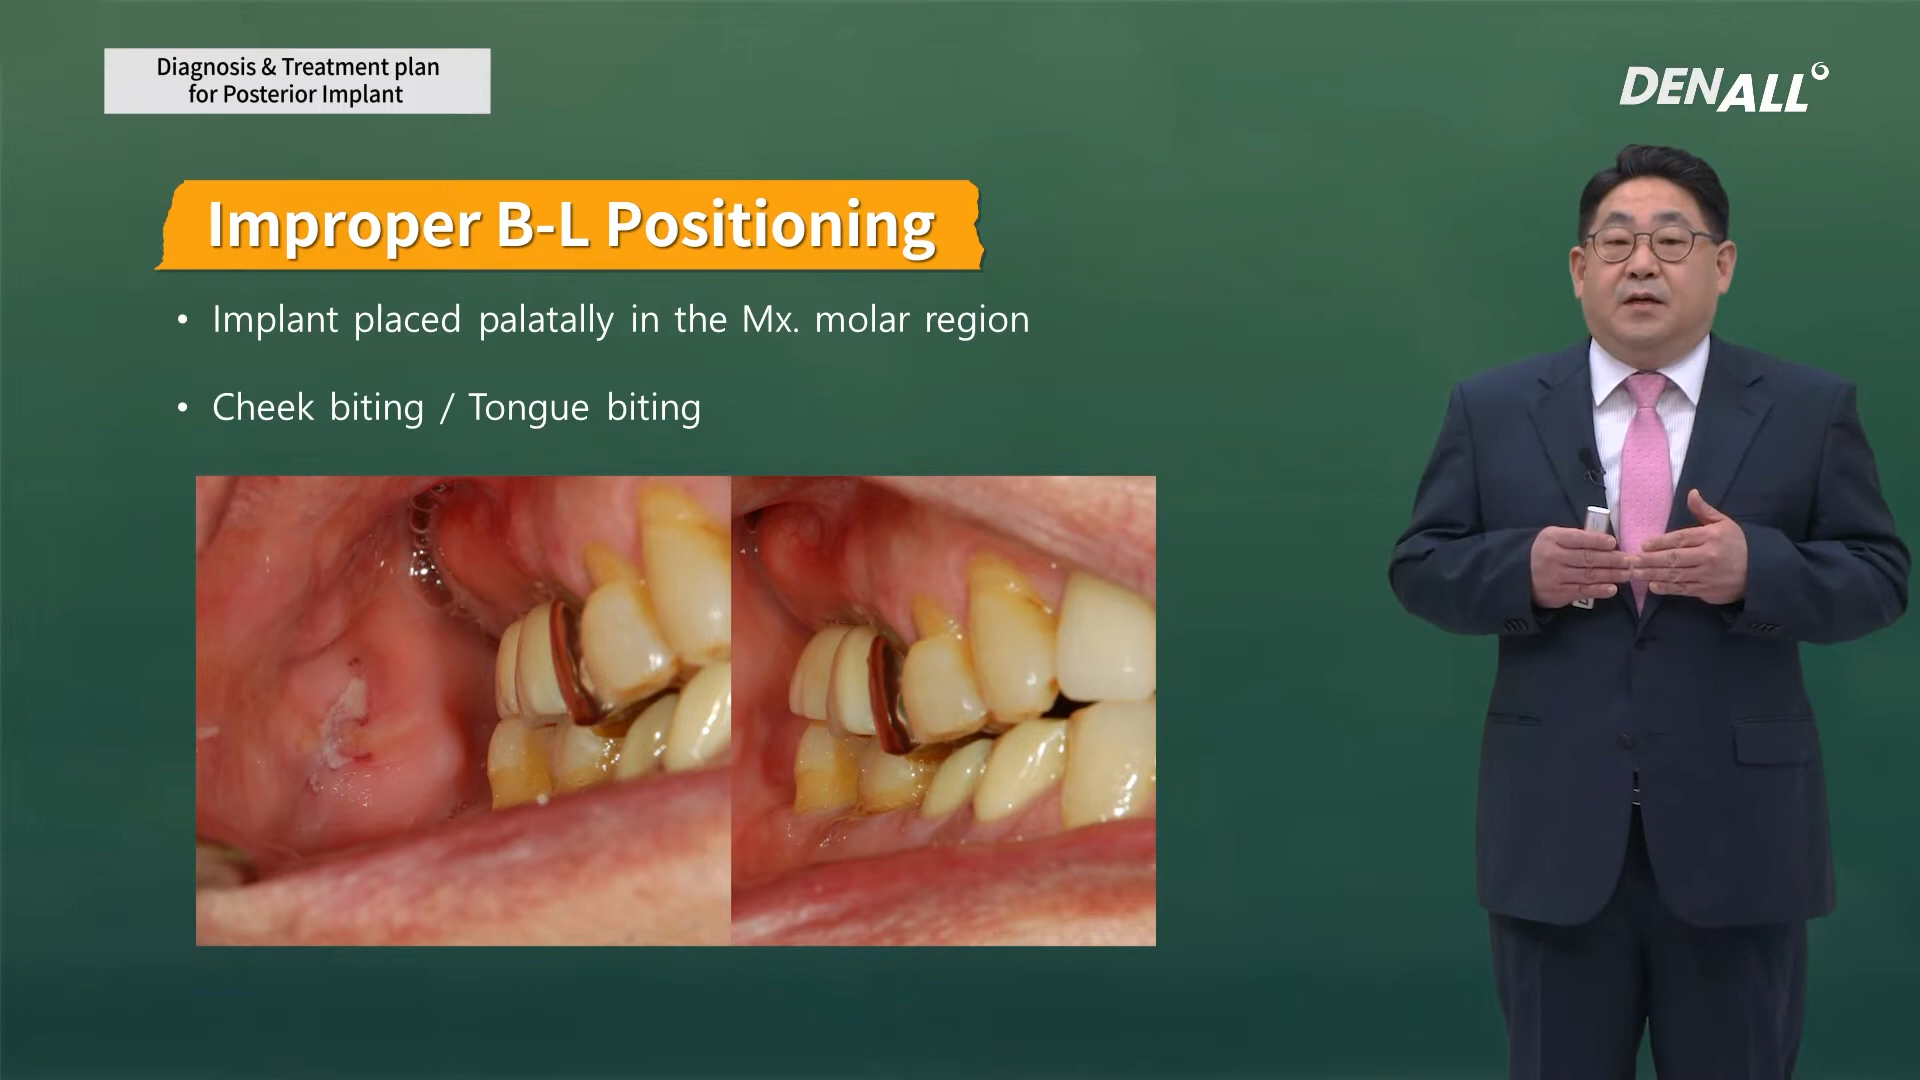 Diagnosis & Treatment plan
for Posterior Implant
DENALL
Improper B-L Positioning
• Implant placed palatally in the Mx. molar region
• Cheek biting / Tongue biting